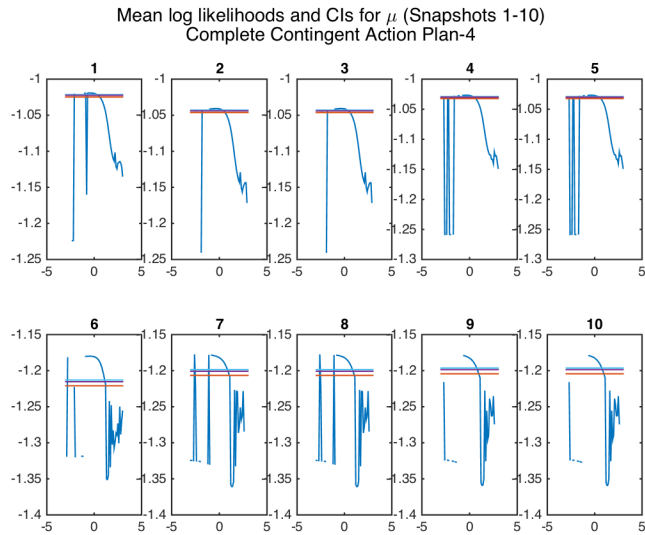 Mean log likelihoods and CIs for μ (Snapshots 1-10)
Complete Contingent Action Plan-4
1 2 3 4 5
-1 -1 -1 -1 -1
-1.05 -1.05 -1.05 -1.05 -1.05
-1.1 -1.1 -1.1 -1.1 -1.1
-1.15 -1.15 -1.15 -1.15 -1.15
-1.2 -1.2 -1.2 -1.2 -1.2
-1.25 -1.25 -1.25 -1.25 -1.25
-1.3 -1.3
-5 0 5 -5 0 5 -5 0 5 -5 0 5 -5 0 5
6 7 8 9 10
-1.15 -1.15 -1.15 -1.15 -1.15
-1.2 -1.2 -1.2 -1.2 -1.2
-1.25 -1.25 -1.25 -1.25 -1.25
-1.3 -1.3 -1.3 -1.3 -1.3
-1.35 -1.35 -1.35 -1.35 -1.35
-1.4 -1.4 -1.4 -1.4 -1.4
-5 0 5 -5 0 5 -5 0 5 -5 0 5 -5 0 5